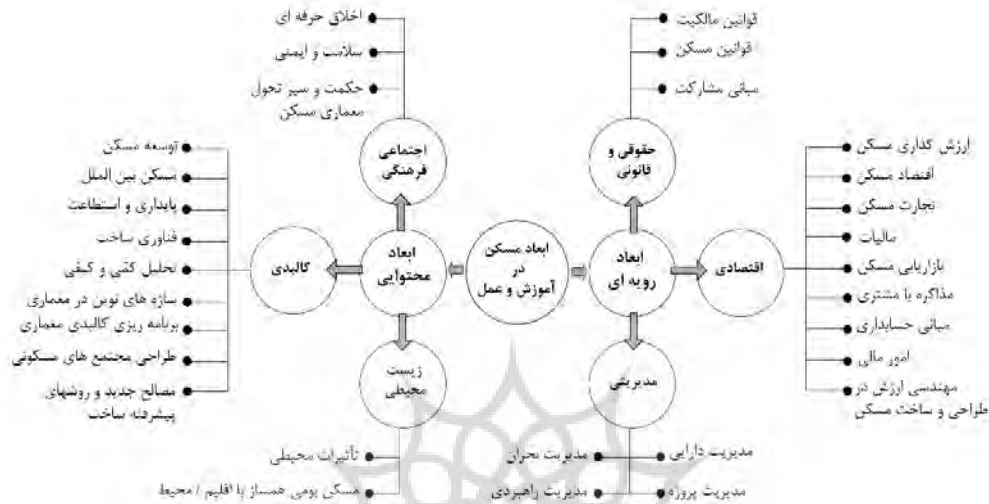 اخلاق حرفه ای
سلامت و ایمنی
حکمت و سیر تحول
معماری مسکن
قوانین مالکیت
قوانین مسکن
مبانی مشارکت
اجتماعی
فرهنگی
حقوقی و
قانونی
ارزش گذاری مسکن
اقتصاد مسکن
تجارت مسکن
مالیات
بازاریابی مسکن
مذاکره با مشتری
مبانی حسابداری
امور مالی
مهندسی ارزش در
طراحی و ساخت مسکن
اقتصادی
ابعاد
رویه ای
ابعاد مسکن
در
آموزش و عمل
ابعاد
محتوایی
کالبدی
توسعه مسکن
مسکن بین الملل
پایداری و استطاعت
فناوری ساخت
تحلیل کمّی و کیفی
سازه های نوین در معماری
برنامه ریزی کالبدی معماری
طراحی مجتمع های مسکونی
مصالح جدید و روشهای
پیشرفته ساخت
مدیریتی
زیست
محیطی
مدیریت دارایی
مدیریت بحران
مدیریت پروژه
مدیریت راهبردی
تأثیرات محیطی
مسکن بومی همساز با اقلیم / محیط